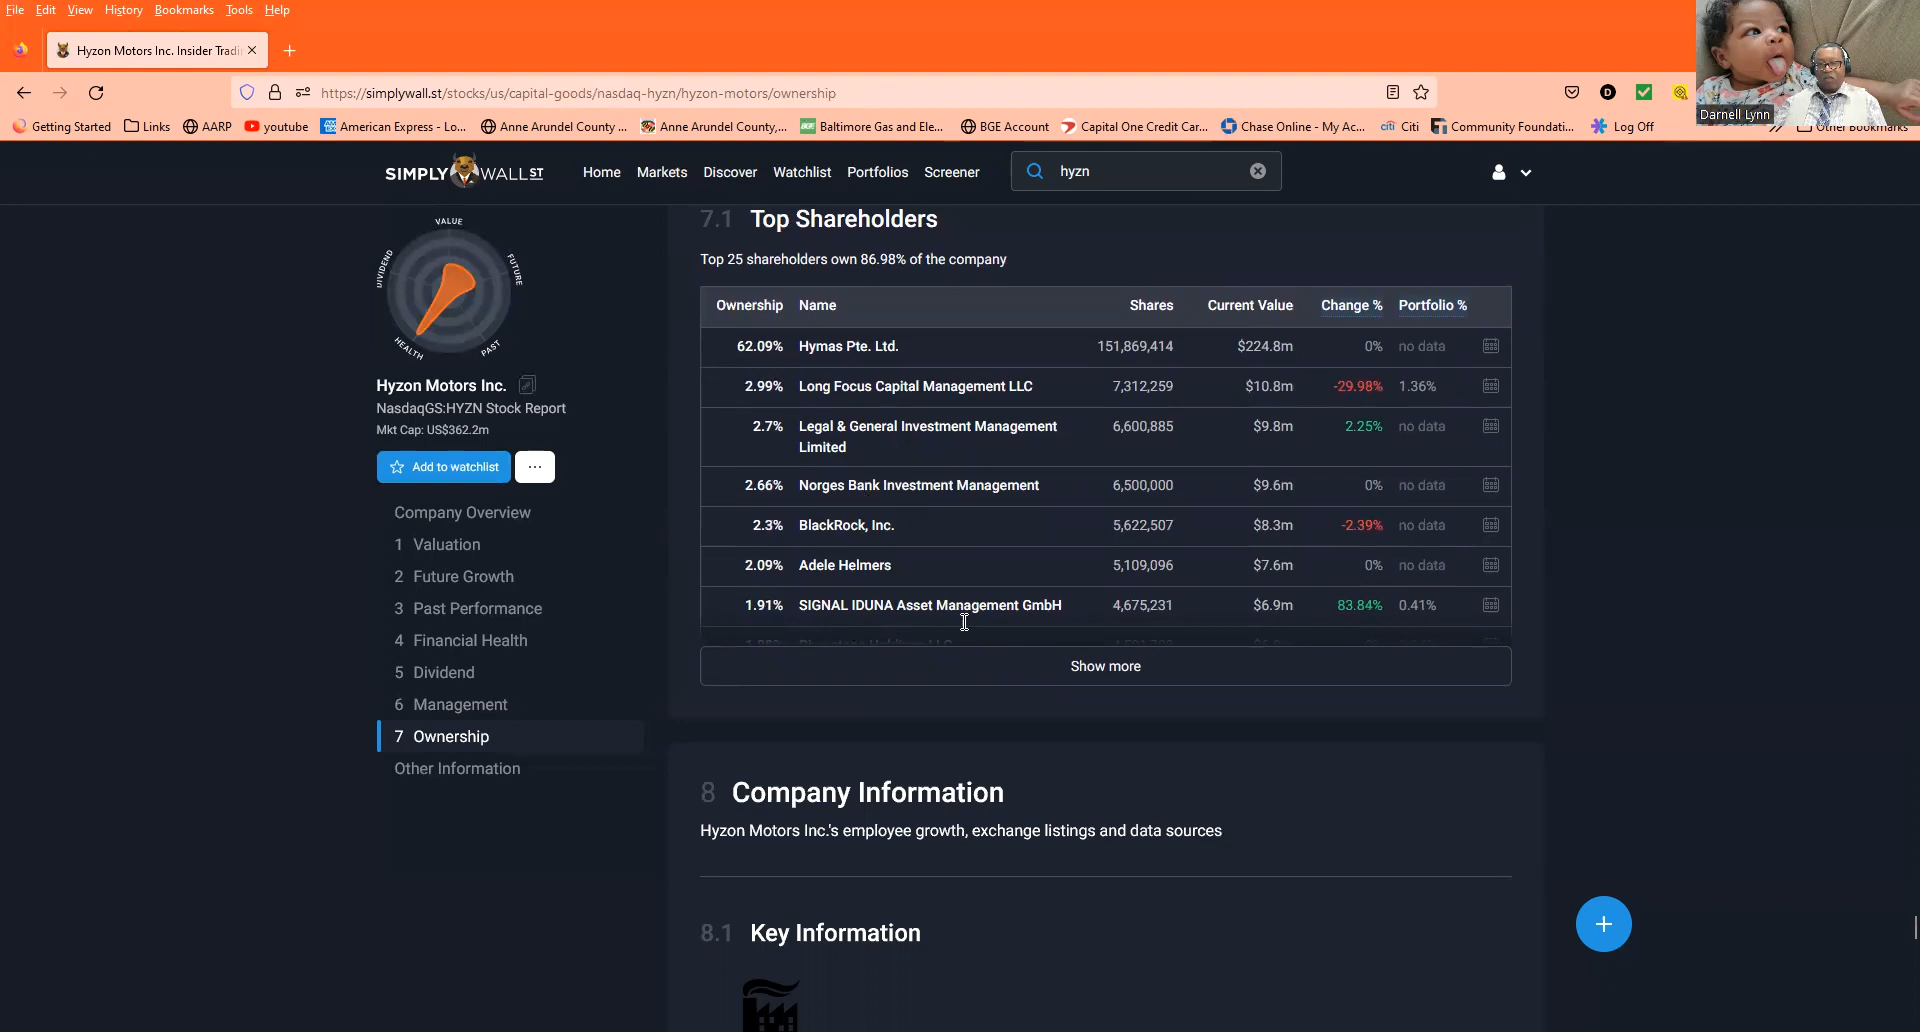 File Edit View History Bookmarks Tools Help
Hyzon Motors Inc. Insider Tradi
https://simplywall.st/stocks/us/capital-goods/nasdaq-hyzn/hyzon-motors/ownership
Darnell Lynn
Getting Started Links AARP youtube American Express - Lo... Anne Arundel County ... Anne Arundel County,... Baltimore Gas and Ele... BGE Account Capital One Credit Car... Chase Online - My Ac... Citi Community Foundati... Log Off Other Bookmarks
SIMPLY WALL ST Home Markets Discover Watchlist Portfolios Screener hyzn
VALUE
FUTURE
PAST
HEALTH
DIVIDEND
Hyzon Motors Inc.
NasdaqGS:HYZN Stock Report
Mkt Cap: US$362.2m
Add to watchlist ...
Company Overview
1 Valuation
2 Future Growth
3 Past Performance
4 Financial Health
5 Dividend
6 Management
7 Ownership
Other Information
7.1 Top Shareholders
Top 25 shareholders own 86.98% of the company
Ownership Name Shares Current Value Change % Portfolio %
62.09% Hymas Pte. Ltd. 151,869,414 $224.8m 0% no data
2.99% Long Focus Capital Management LLC 7,312,259 $10.8m -29.98% 1.36%
2.7% Legal & General Investment Management 6,600,885 $9.8m 2.25% no data
Limited
2.66% Norges Bank Investment Management 6,500,000 $9.6m 0% no data
2.3% BlackRock, Inc. 5,622,507 $8.3m -2.39% no data
2.09% Adele Helmers 5,109,096 $7.6m 0% no data
1.91% SIGNAL IDUNA Asset Management GmbH 4,675,231 $6.9m 83.84% 0.41%
Show more
8 Company Information
Hyzon Motors Inc.'s employee growth, exchange listings and data sources
8.1 Key Information